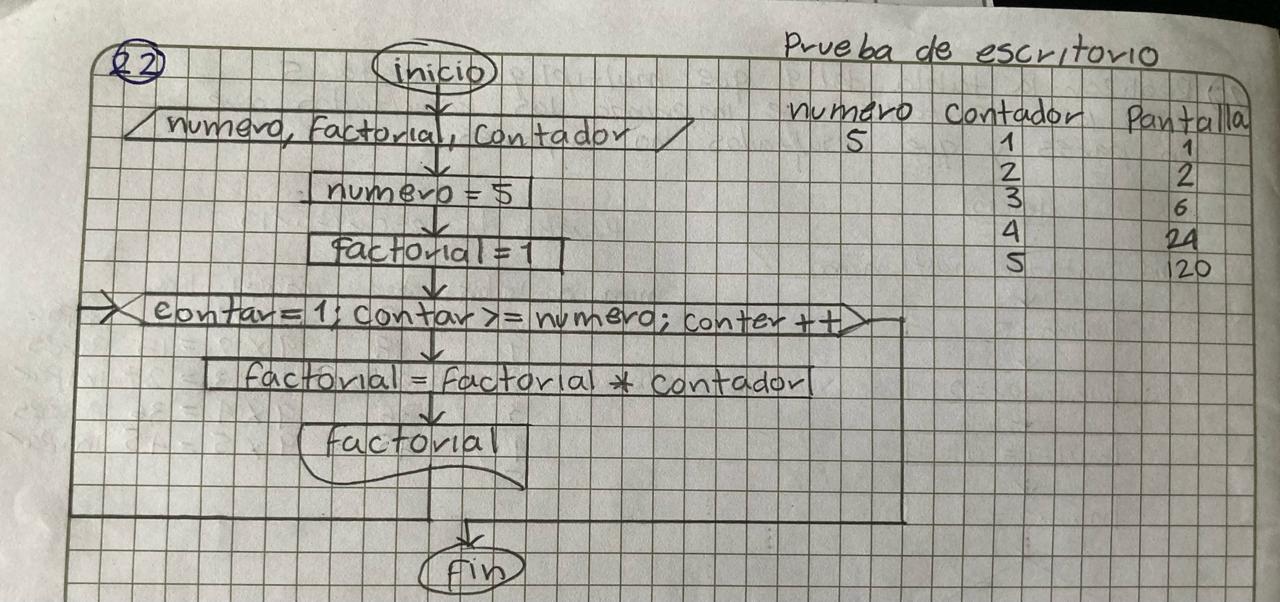 22
inicio
numero, Factorial, contador
numero = 5
factorial = 1
contar = 1; contar >= numero; conter ++
factorial = Factorial * contador
factorial
fin
Prueba de escritorio
numero contador Pantalla
5 1 1
2 2
3 6
4 24
5 120